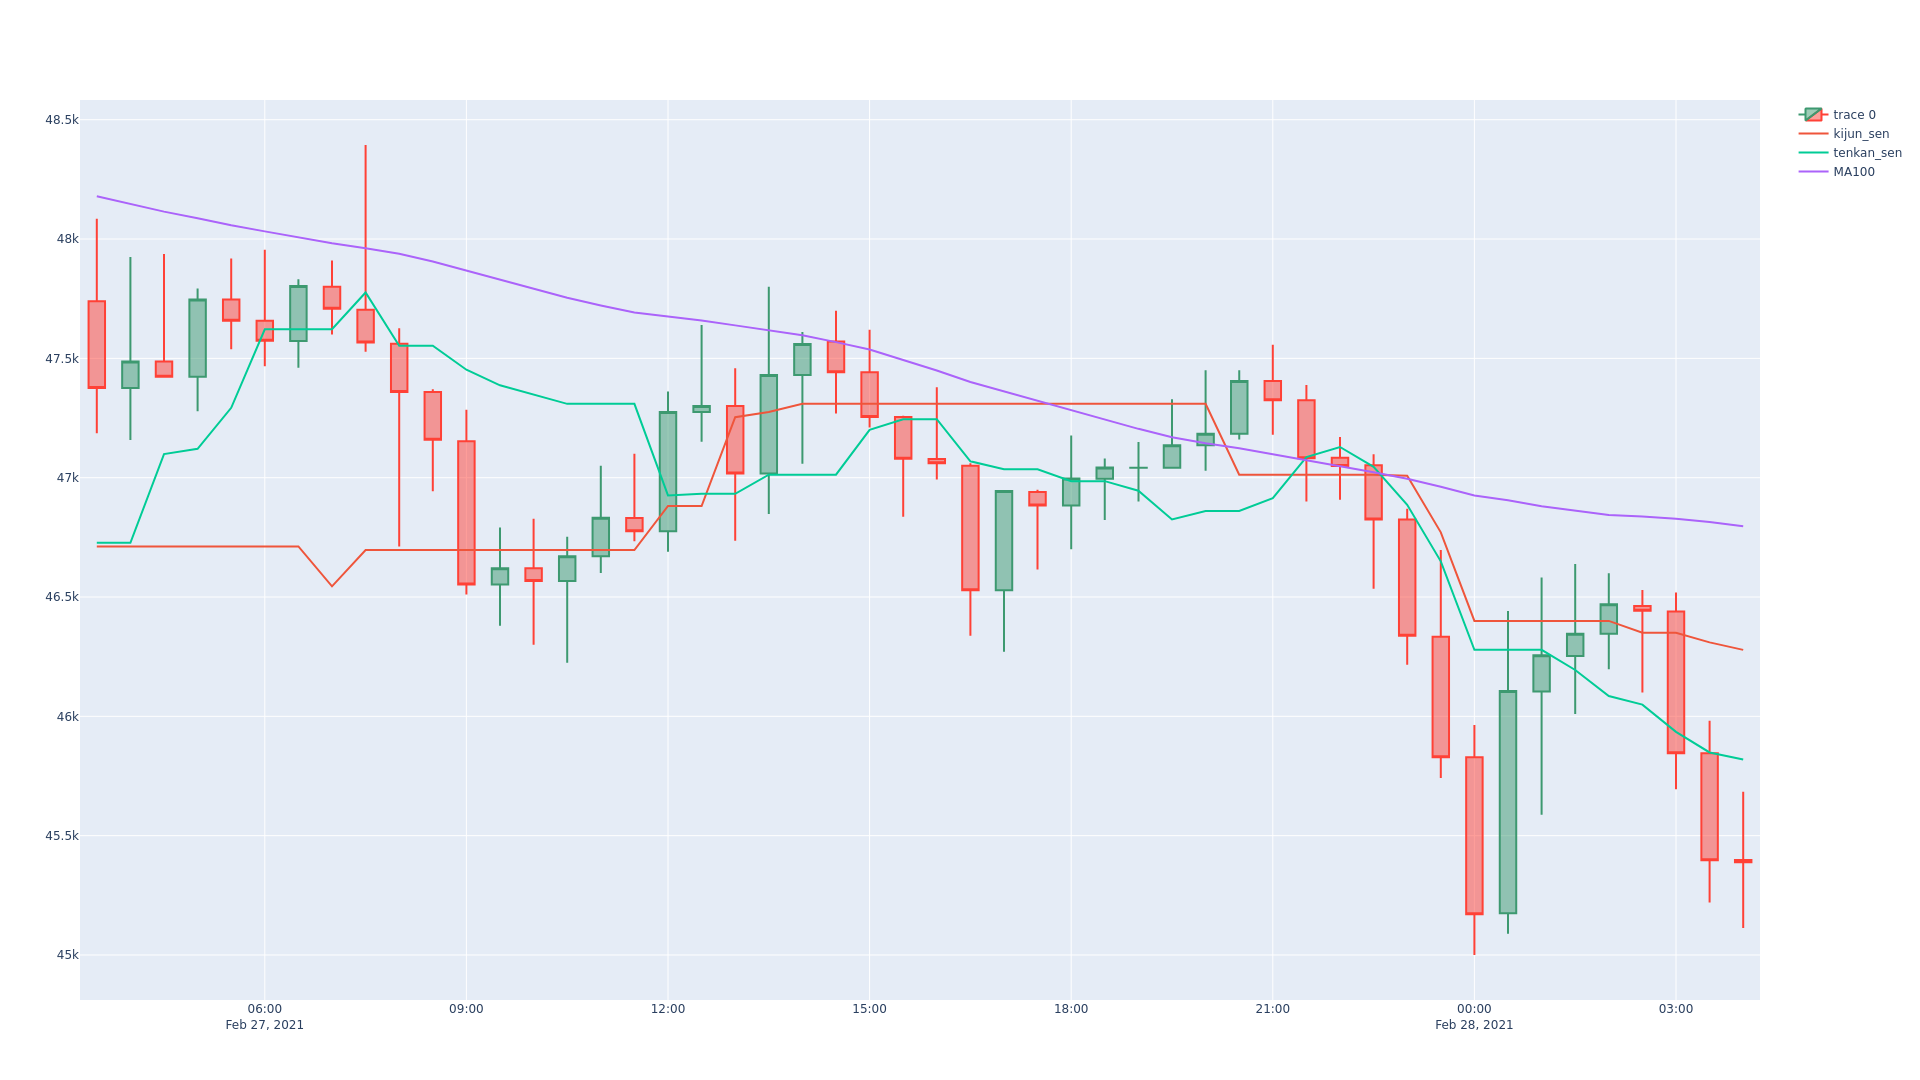 48.5k
48k
47.5k
47k
46.5k
46k
45.5k
45k
06:00 09:00 12:00 15:00 18:00 21:00 00:00 03:00
Feb 27, 2021 Feb 28, 2021
trace 0
kijun_sen
tenkan_sen
MA100